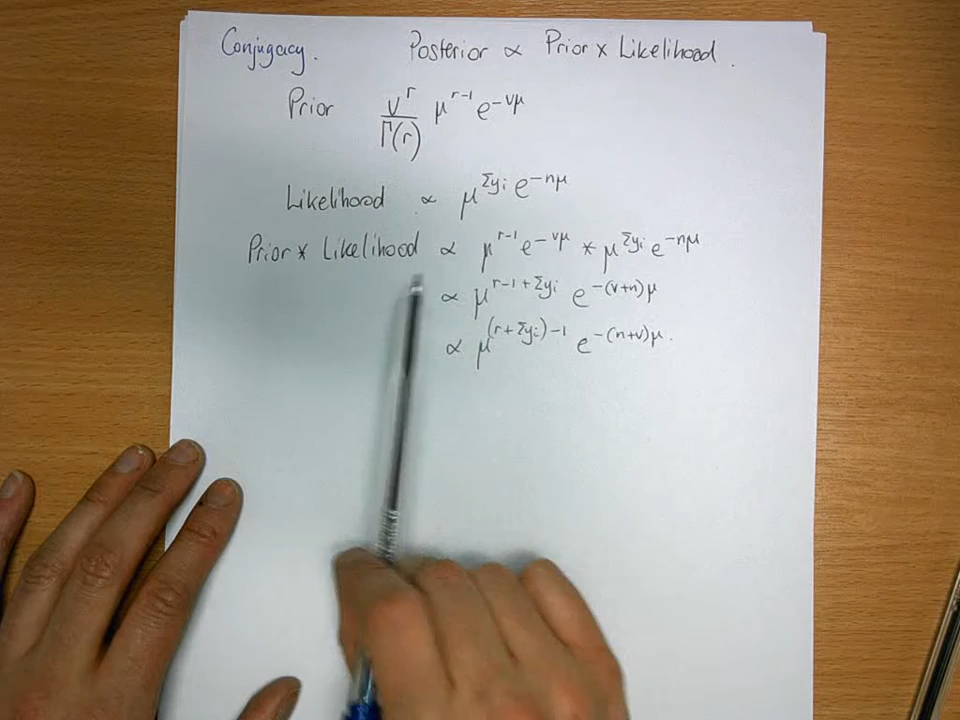 Conjugacy. Posterior ∝ Prior x Likelihood.
Prior v^r/Γ(r) μ^{r-1} e^{-vμ}
Likelihood ∝ μ^{Σyi} e^{-nμ}
Prior x Likelihood ∝ μ^{r-1} e^{-vμ} * μ^{Σyi} e^{-nμ}
∝ μ^{r-1+Σyi} e^{-(v+n)μ}
∝ μ^{(r+Σyi)-1} e^{-(n+v)μ}.